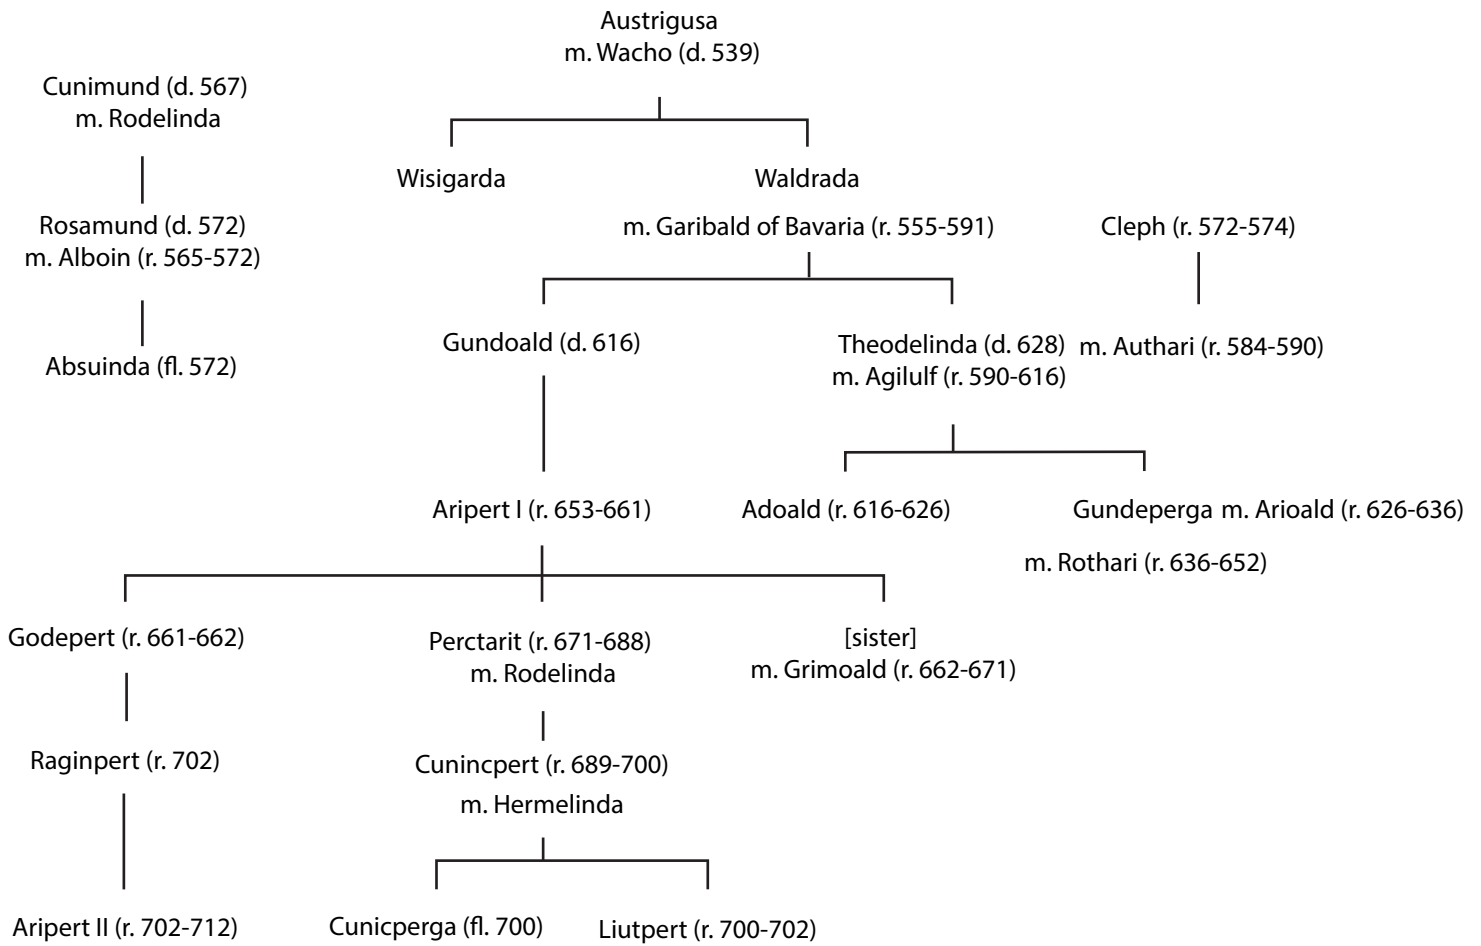 Austrigusa
m. Wacho (d. 539)
Cunimund (d. 567)
m. Rodelinda
Wisigarda
Waldrada
Rosamund (d. 572)
m. Alboin (r. 565-572)
m. Garibald of Bavaria (r. 555-591)
Cleph (r. 572-574)
Absuinda (fl. 572)
Gundoald (d. 616)
Theodelinda (d. 628) m. Authari (r. 584-590)
m. Agilulf (r. 590-616)
Aripert I (r. 653-661)
Adoald (r. 616-626)
Gundeperga m. Arioald (r. 626-636)
m. Rothari (r. 636-652)
Godepert (r. 661-662)
Perctarit (r. 671-688)
m. Rodelinda
[sister]
m. Grimoald (r. 662-671)
Raginpert (r. 702)
Cunincpert (r. 689-700)
m. Hermelinda
Aripert II (r. 702-712)
Cunicperga (fl. 700)
Liutpert (r. 700-702)